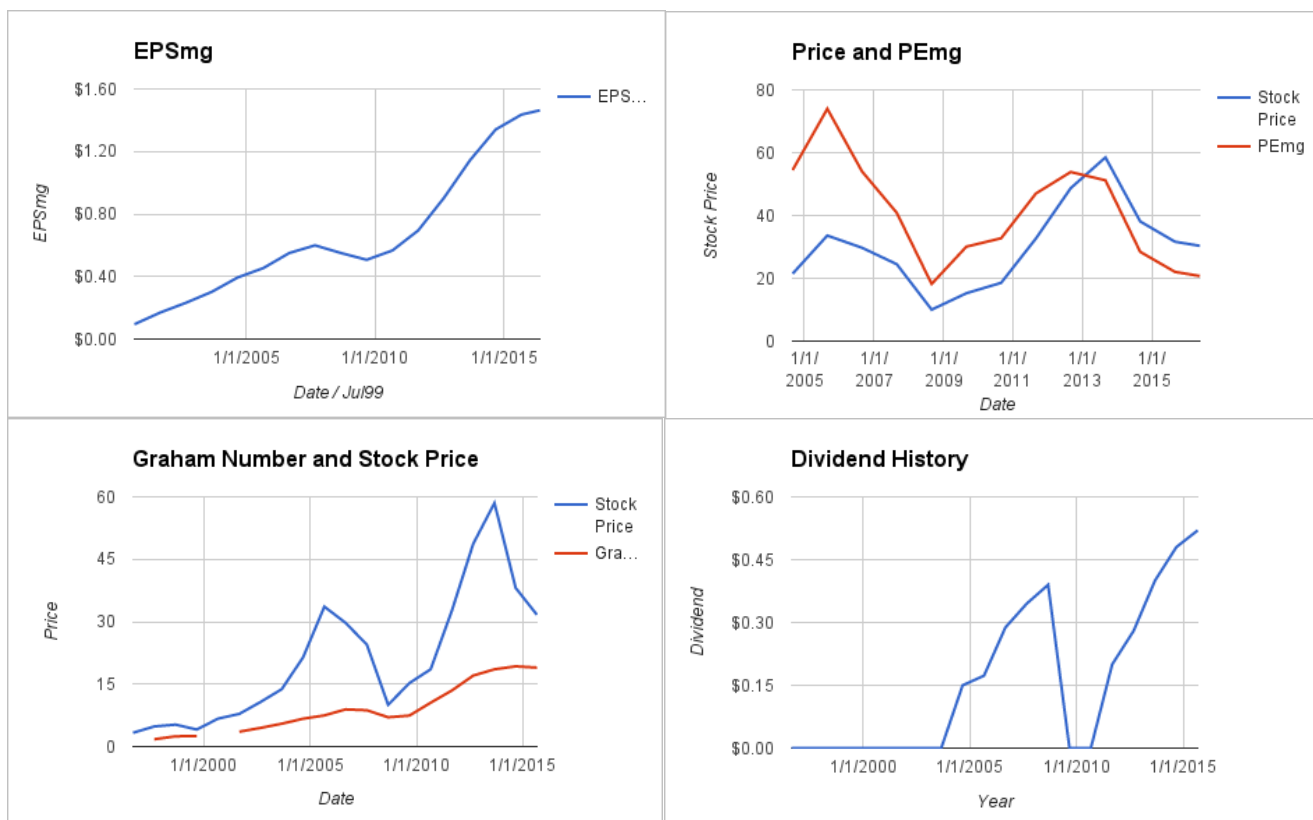 EPSmg
$1.60
$1.20
$0.80
$0.40
$0.00
EPSmg
1/1/2005
1/1/2010
1/1/2015
Date / Jul99
EPS...
Price and PEmg
80
60
40
20
0
Stock Price
1/1/
2005
1/1/
2007
1/1/
2009
1/1/
2011
1/1/
2013
1/1/
2015
Date
Stock
Price
PEmg
Graham Number and Stock Price
60
45
30
15
0
Price
1/1/2000
1/1/2005
1/1/2010
1/1/2015
Date
Stock
Price
Gra...
Dividend History
$0.60
$0.45
$0.30
$0.15
$0.00
Dividend
1/1/2000
1/1/2005
1/1/2010
1/1/2015
Year